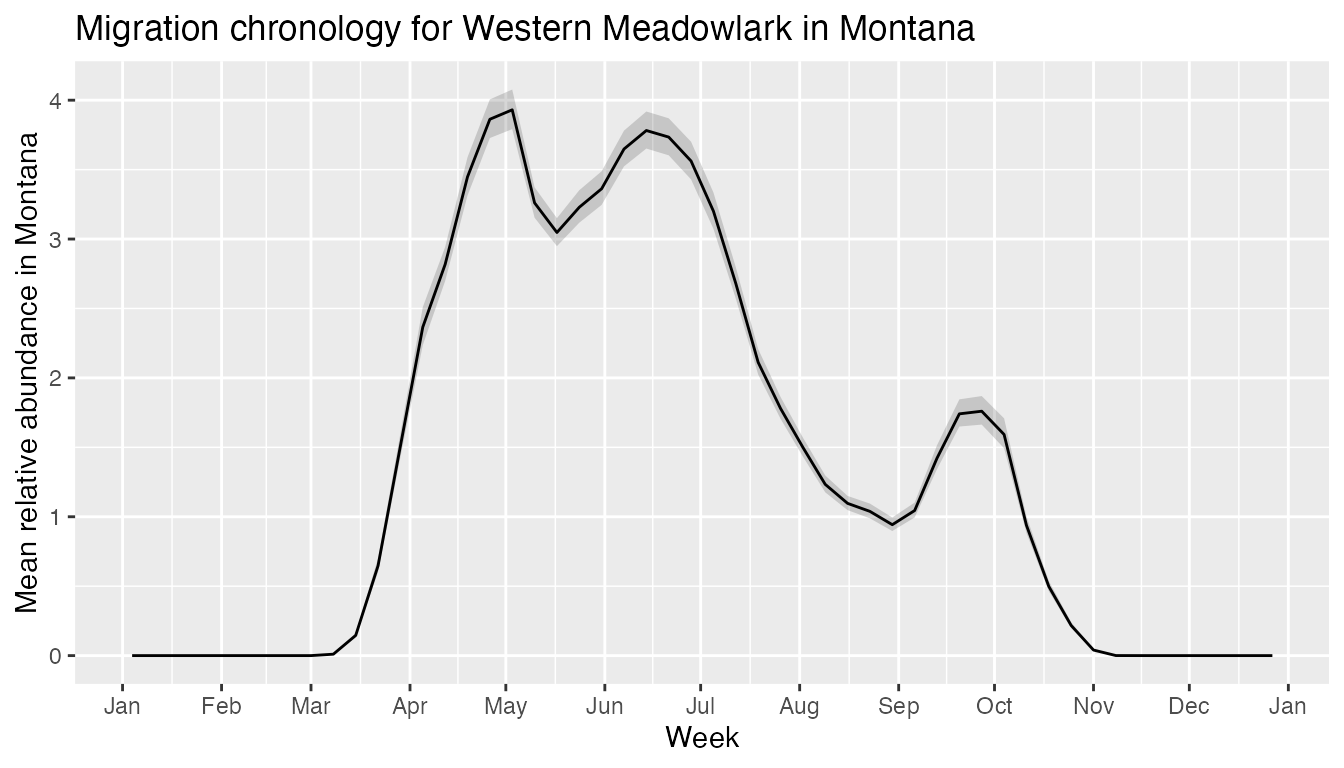 Migration chronology for Western Meadowlark in Montana
Mean relative abundance in Montana
4
3
2
1
0
Jan Feb Mar Apr May Jun Jul Aug Sep Oct Nov Dec Jan
Week